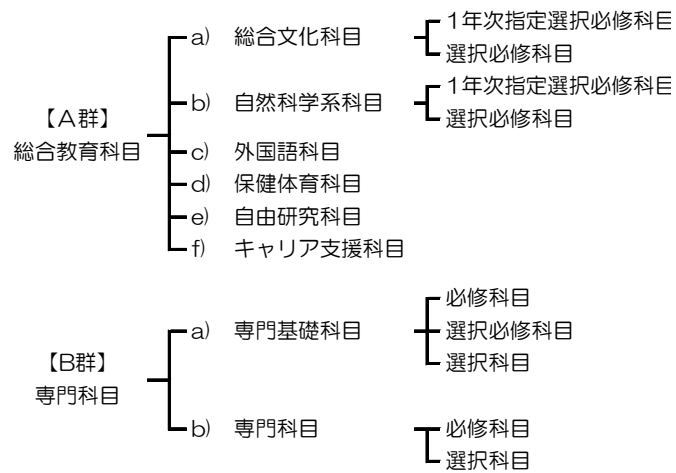 【A群】
総合教育科目
a) 総合文化科目
1年次指定選択必修科目
選択必修科目
b) 自然科学系科目
1年次指定選択必修科目
選択必修科目
c) 外国語科目
d) 保健体育科目
e) 自由研究科目
f) キャリア支援科目
【B群】
専門科目
a) 専門基礎科目
必修科目
選択必修科目
選択科目
b) 専門科目
必修科目
選択科目